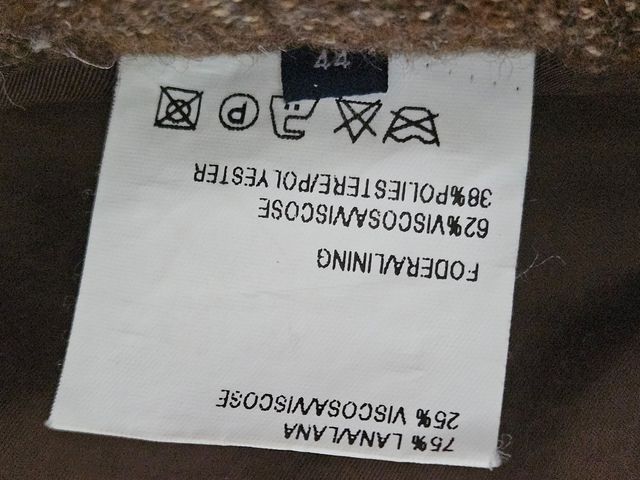 75% LANA/LANA
25% VISCOSA/VISCOSE
FODERA/LINING
62%VISCOSA/VISCOSE
38%POLIESTERE/POLYESTER
P
44